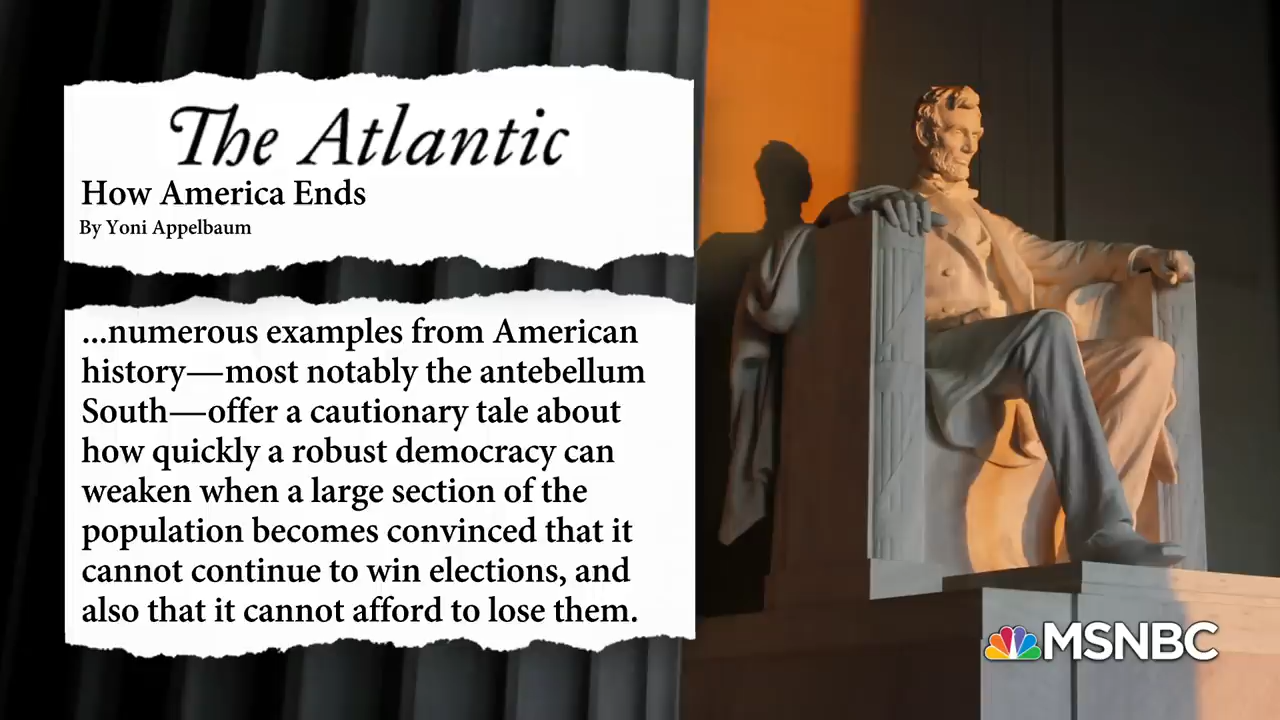 The Atlantic
How America Ends
By Yoni Appelbaum
...numerous examples from American
history—most notably the antebellum
South—offer a cautionary tale about
how quickly a robust democracy can
weaken when a large section of the
population becomes convinced that it
cannot continue to win elections, and
also that it cannot afford to lose them.
MSNBC